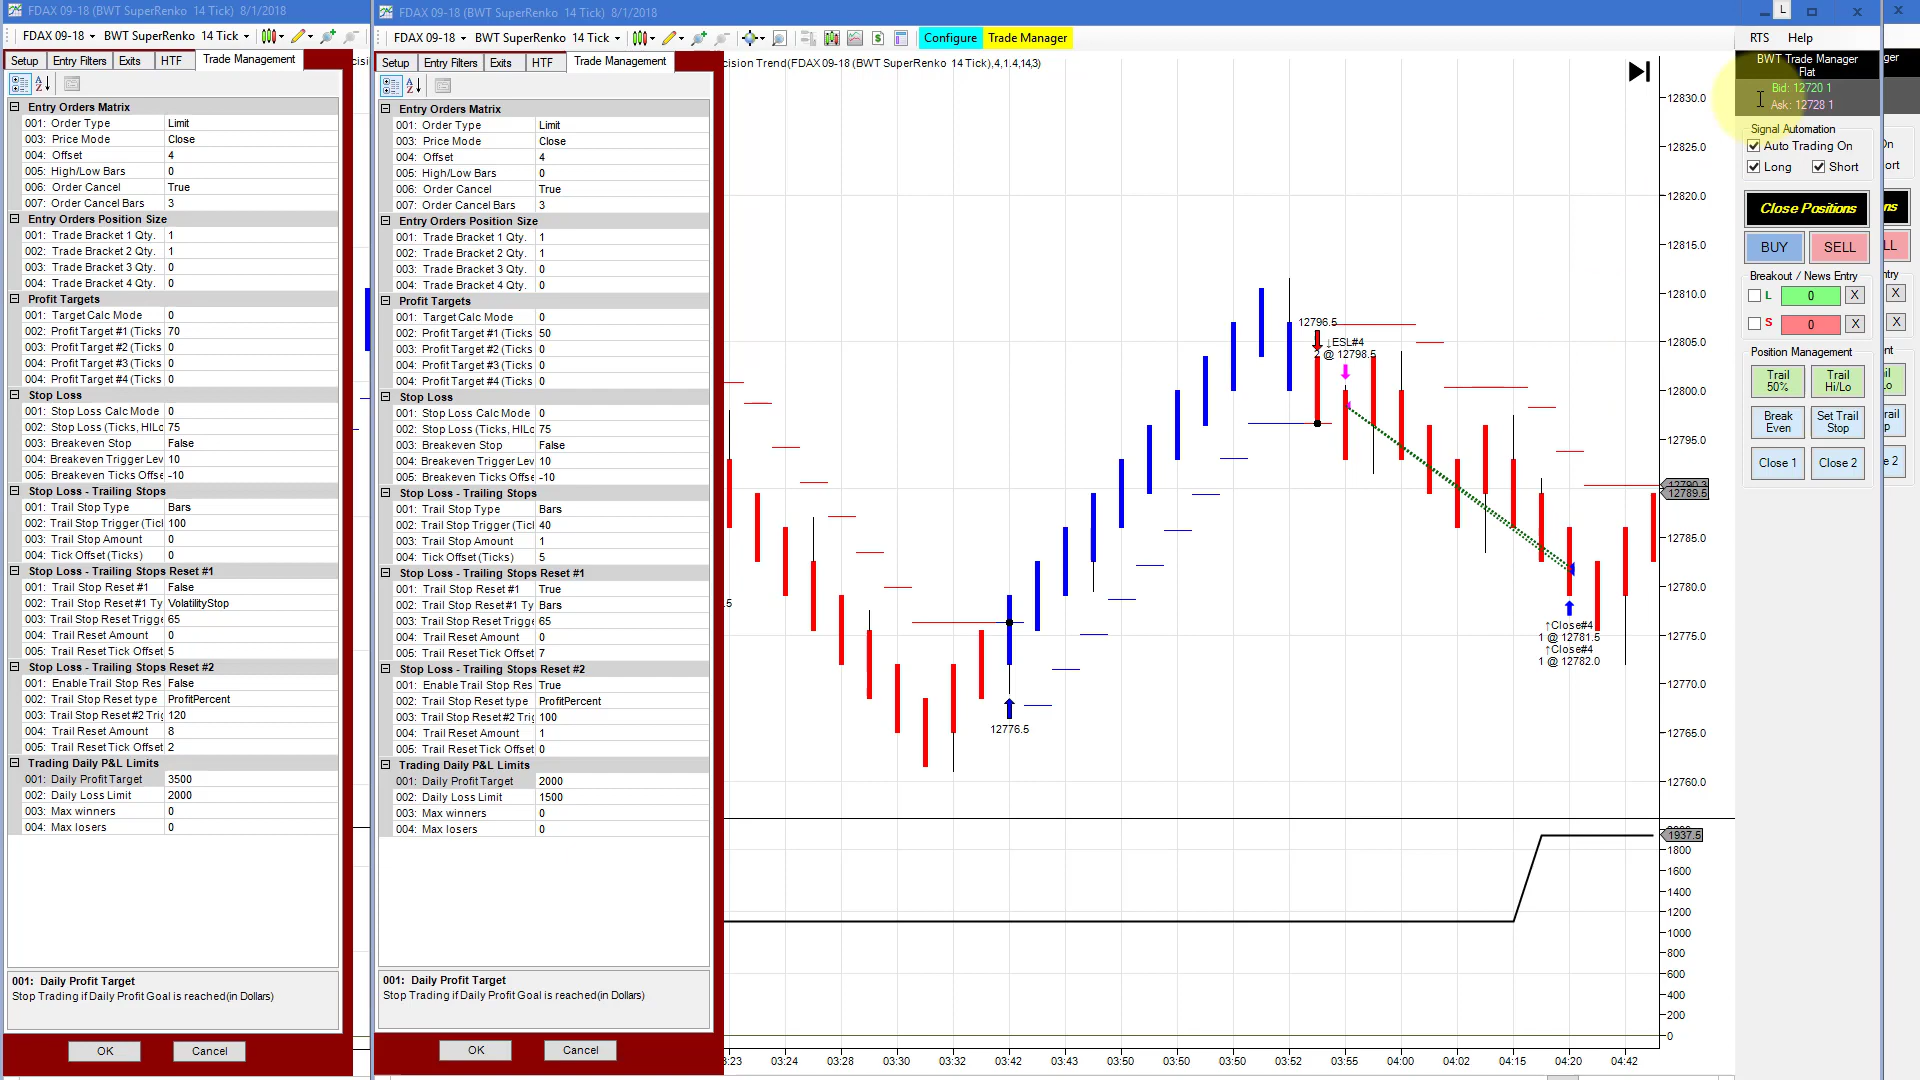 FDAX 09-18 (BWT SuperRenko 14 Tick) 8/1/2018
FDAX 09-18 BWT SuperRenko 14 Tick
Setup Entry Filters Exits HTF Trade Management
Entry Orders Matrix
001: Order Type Limit
003: Price Mode Close
004: Offset 4
005: High/Low Bars 0
006: Order Cancel True
007: Order Cancel Bars 3
Entry Orders Position Size
001: Trade Bracket 1 Qty. 1
002: Trade Bracket 2 Qty. 1
003: Trade Bracket 3 Qty. 0
004: Trade Bracket 4 Qty. 0
Profit Targets
001: Target Calc Mode 0
002: Profit Target #1 (Ticks 70
004: Profit Target #2 (Ticks 0
004: Profit Target #3 (Ticks 0
004: Profit Target #4 (Ticks 0
Stop Loss
001: Stop Loss Calc Mode 0
002: Stop Loss (Ticks, HiLc 75
003: Breakeven Stop False
004: Breakeven Trigger Lev 10
005: Breakeven Ticks Offse -10
Stop Loss - Trailing Stops
001: Trail Stop Type Bars
002: Trail Stop Trigger (Ticl 100
003: Trail Stop Amount 0
004: Tick Offset (Ticks) 0
Stop Loss - Trailing Stops Reset #1
001: Trail Stop Reset #1 False
002: Trail Stop Reset #1 Ty VolatilityStop
003: Trail Stop Reset Trigge 65
004: Trail Reset Amount 0
005: Trail Reset Tick Offset 5
Stop Loss - Trailing Stops Reset #2
001: Enable Trail Stop Res False
002: Trail Stop Reset type ProfitPercent
003: Trail Stop Reset #2 Trig 120
004: Trail Reset Amount 8
005: Trail Reset Tick Offset 2
Trading Daily P&L Limits
001: Daily Profit Target 3500
002: Daily Loss Limit 2000
003: Max winners 0
004: Max losers 0
001: Daily Profit Target
Stop Trading if Daily Profit Goal is reached(in Dollars)
OK Cancel
FDAX 09-18 (BWT SuperRenko 14 Tick) 8/1/2018
FDAX 09-18 BWT SuperRenko 14 Tick Configure Trade Manager
Setup Entry Filters Exits HTF Trade Management
Entry Orders Matrix
001: Order Type Limit
003: Price Mode Close
004: Offset 4
005: High/Low Bars 0
006: Order Cancel True
007: Order Cancel Bars 3
Entry Orders Position Size
001: Trade Bracket 1 Qty. 1
002: Trade Bracket 2 Qty. 1
003: Trade Bracket 3 Qty. 0
004: Trade Bracket 4 Qty. 0
Profit Targets
001: Target Calc Mode 0
002: Profit Target #1 (Ticks 50
003: Profit Target #2 (Ticks 0
004: Profit Target #3 (Ticks 0
004: Profit Target #4 (Ticks 0
Stop Loss
001: Stop Loss Calc Mode 0
002: Stop Loss (Ticks, HILc 75
003: Breakeven Stop False
004: Breakeven Trigger Lev 10
005: Breakeven Ticks Offse -10
Stop Loss - Trailing Stops
001: Trail Stop Type Bars
002: Trail Stop Trigger (Ticl 40
003: Trail Stop Amount 1
004: Tick Offset (Ticks) 5
Stop Loss - Trailing Stops Reset #1
001: Trail Stop Reset #1 True
002: Trail Stop Reset #1 Ty Bars
003: Trail Stop Reset Trigge 65
004: Trail Reset Amount 0
005: Trail Reset Tick Offset 7
Stop Loss - Trailing Stops Reset #2
001: Enable Trail Stop Res True
002: Trail Stop Reset type ProfitPercent
003: Trail Stop Reset #2 Trig 100
004: Trail Reset Amount 1
005: Trail Reset Tick Offset 0
Trading Daily P&L Limits
001: Daily Profit Target 2000
002: Daily Loss Limit 1500
003: Max winners 0
004: Max losers 0
001: Daily Profit Target
Stop Trading if Daily Profit Goal is reached(in Dollars)
OK Cancel
cision Trend(FDAX 09-18 (BWT SuperRenko 14 Tick),4,1.4,14,3)
12796.5
↓ESL#4
2 @ 12798.5
12776.5
↑Close#4
1 @ 12781.5
↑Close#4
1 @ 12782.0
12830.0
12825.0
12820.0
12815.0
12810.0
12805.0
12800.0
12795.0
12790.3
12789.5
12785.0
12780.0
12775.0
12770.0
12765.0
12760.0
1937.5
1800
1600
1400
1200
1000
800
600
400
200
0
3:23 03:24 03:28 03:30 03:32 03:42 03:43 03:50 03:50 03:50 03:52 03:55 04:00 04:02 04:15 04:20 04:42
L
RTS Help
BWT Trade Manager
Flat
Bid: 12720 1
Ask: 12728 1
Signal Automation
Auto Trading On
Long Short
Close Positions
BUY SELL
Breakout / News Entry
L 0 X
S 0 X
Position Management
Trail 50% Trail Hi/Lo
Break Even Set Trail Stop
Close 1 Close 2